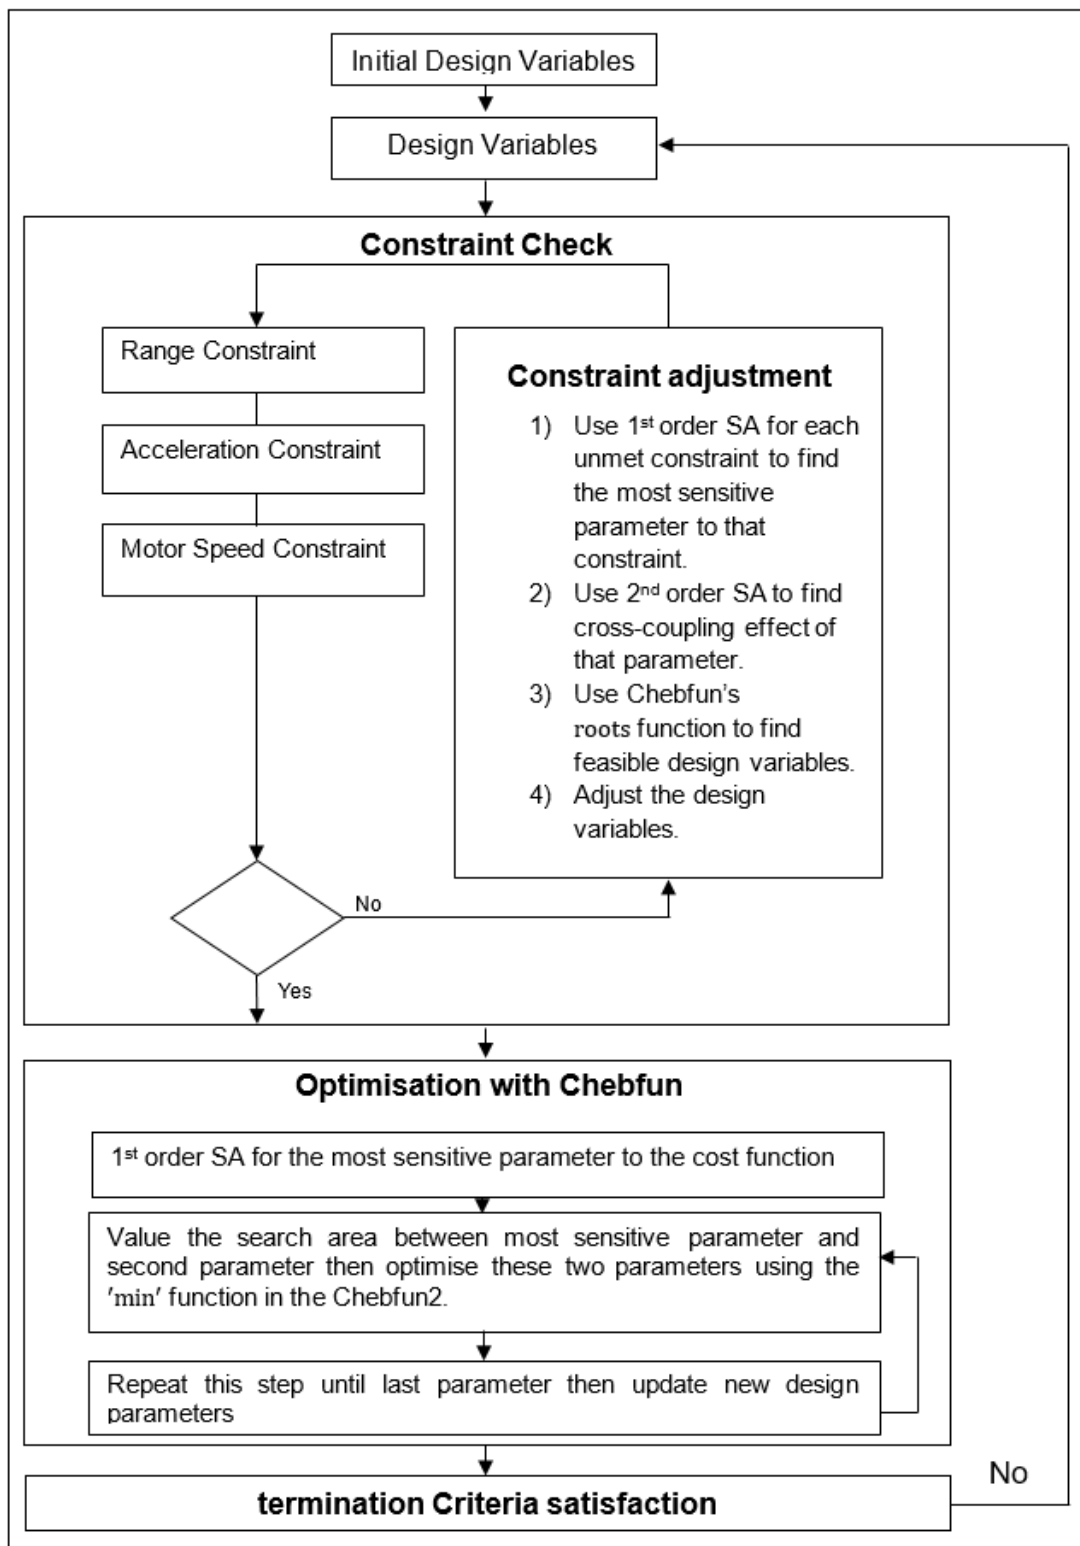 Initial Design Variables
Design Variables
Constraint Check
Range Constraint
Acceleration Constraint
Motor Speed Constraint
Constraint adjustment
1) Use 1st order SA for each
unmet constraint to find
the most sensitive
parameter to that
constraint.
2) Use 2nd order SA to find
cross-coupling effect of
that parameter.
3) Use Chebfun’s
roots function to find
feasible design variables.
4) Adjust the design
variables.
No
Yes
Optimisation with Chebfun
1st order SA for the most sensitive parameter to the cost function
Value the search area between most sensitive parameter and
second parameter then optimise these two parameters using the
'min' function in the Chebfun2.
Repeat this step until last parameter then update new design
parameters
No
termination Criteria satisfaction